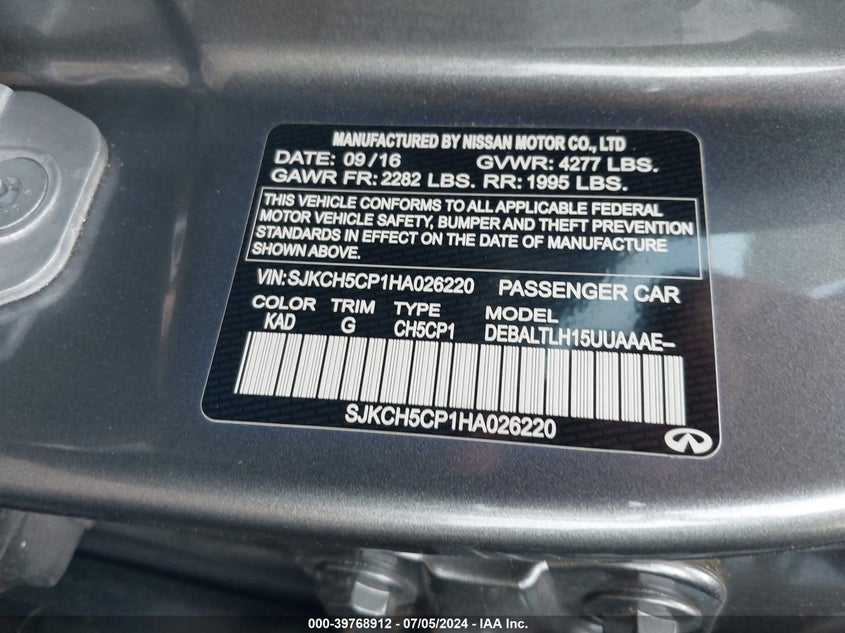 MANUFACTURED BY NISSAN MOTOR CO., LTD
DATE: 09/16 GVWR: 4277 LBS.
GAWR FR: 2282 LBS. RR: 1995 LBS.
THIS VEHICLE CONFORMS TO ALL APPLICABLE FEDERAL
MOTOR VEHICLE SAFETY, BUMPER AND THEFT PREVENTION
STANDARDS IN EFFECT ON THE DATE OF MANUFACTURE
SHOWN ABOVE.
VIN:SJKCH5CP1HA026220 PASSENGER CAR
COLOR TRIM TYPE MODEL
KAD G CH5CP1 DEBALTLH15UUAAAE-
SJKCH5CP1HA026220
000-39768912 / 07/05/2024 - IAA Inc.